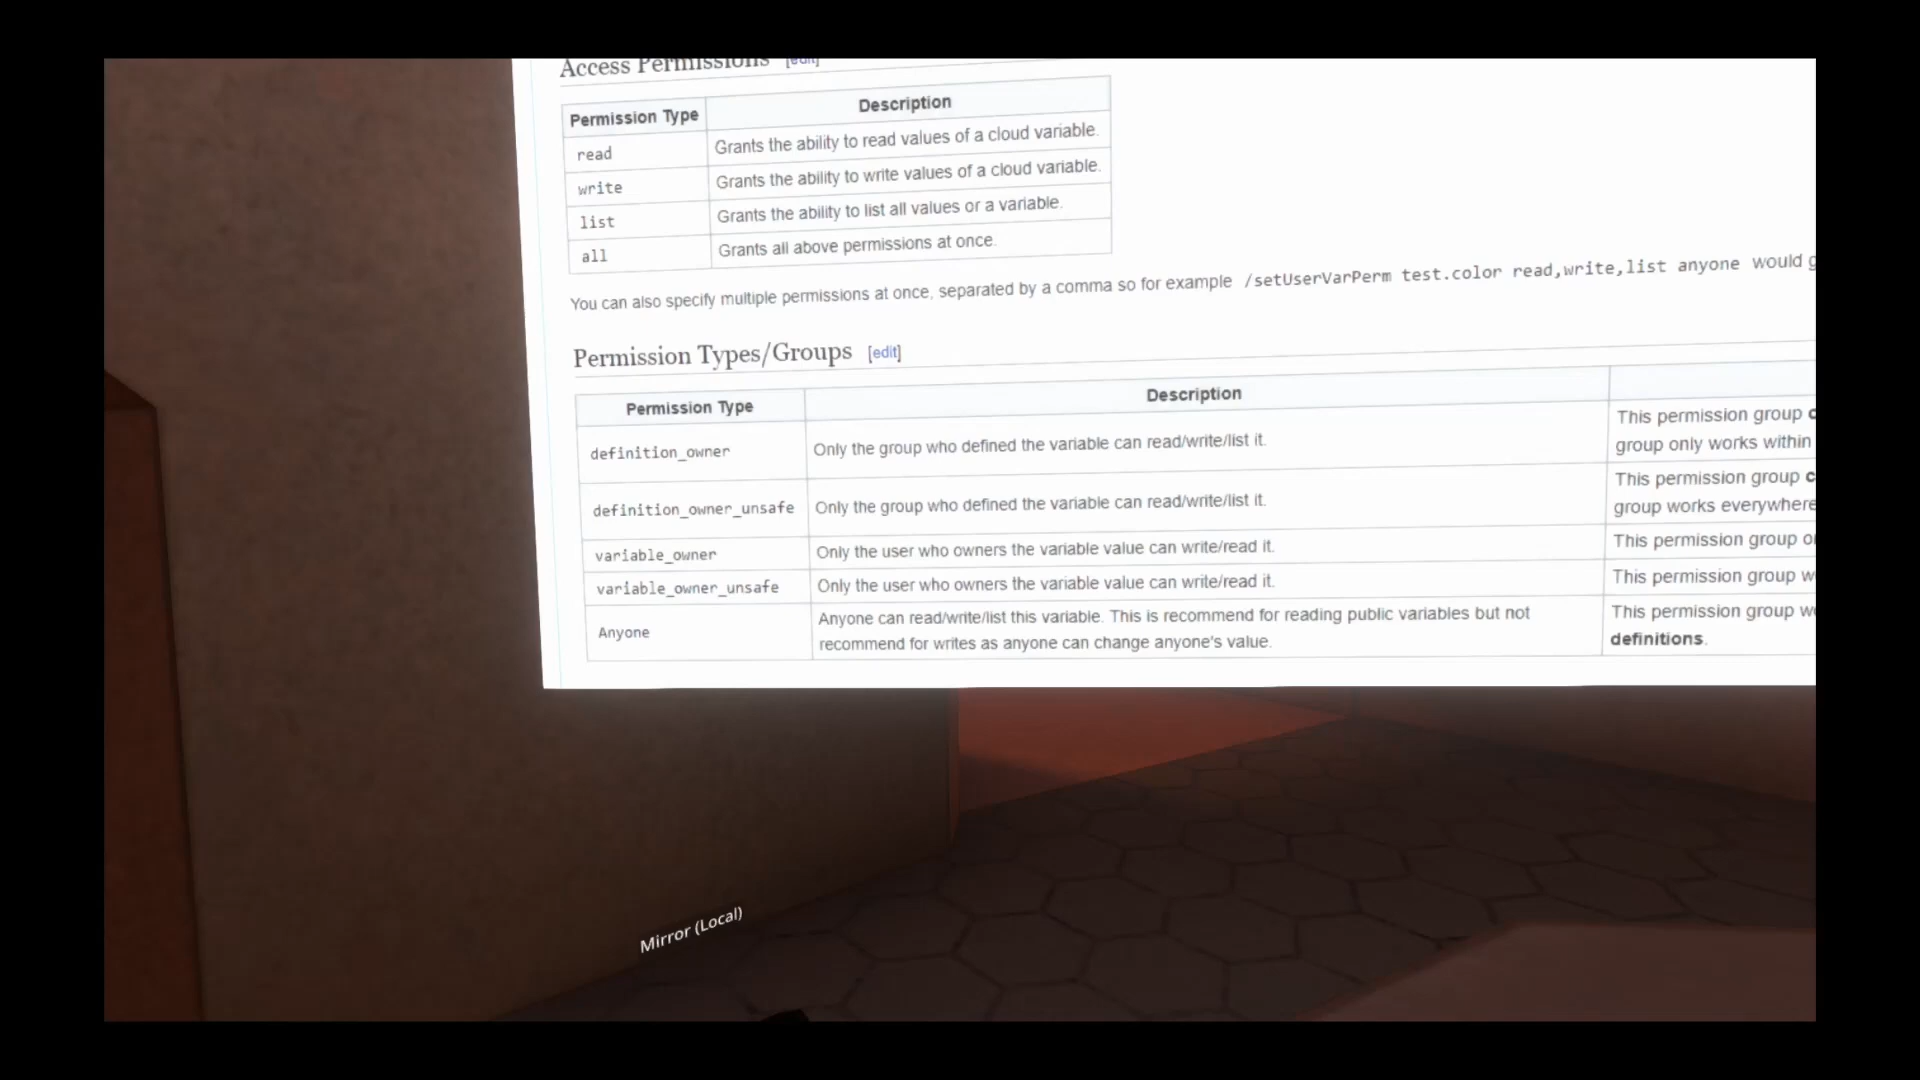 Access Permissions [edit]
Permission Type Description
read Grants the ability to read values of a cloud variable.
write Grants the ability to write values of a cloud variable.
list Grants the ability to list all values or a variable.
all Grants all above permissions at once.
You can also specify multiple permissions at once, separated by a comma so for example /setUserVarPerm test.color read,write,list anyone would
Permission Types/Groups [edit]
Permission Type Description
definition_owner Only the group who defined the variable can read/write/list it. This permission group
group only works within
definition_owner_unsafe Only the group who defined the variable can read/write/list it. This permission group
group works everywhere
variable_owner Only the user who owners the variable value can write/read it. This permission group
variable_owner_unsafe Only the user who owners the variable value can write/read it. This permission group
Anyone Anyone can read/write/list this variable. This is recommend for reading public variables but not This permission group
recommend for writes as anyone can change anyone's value. definitions.
Mirror (Local)